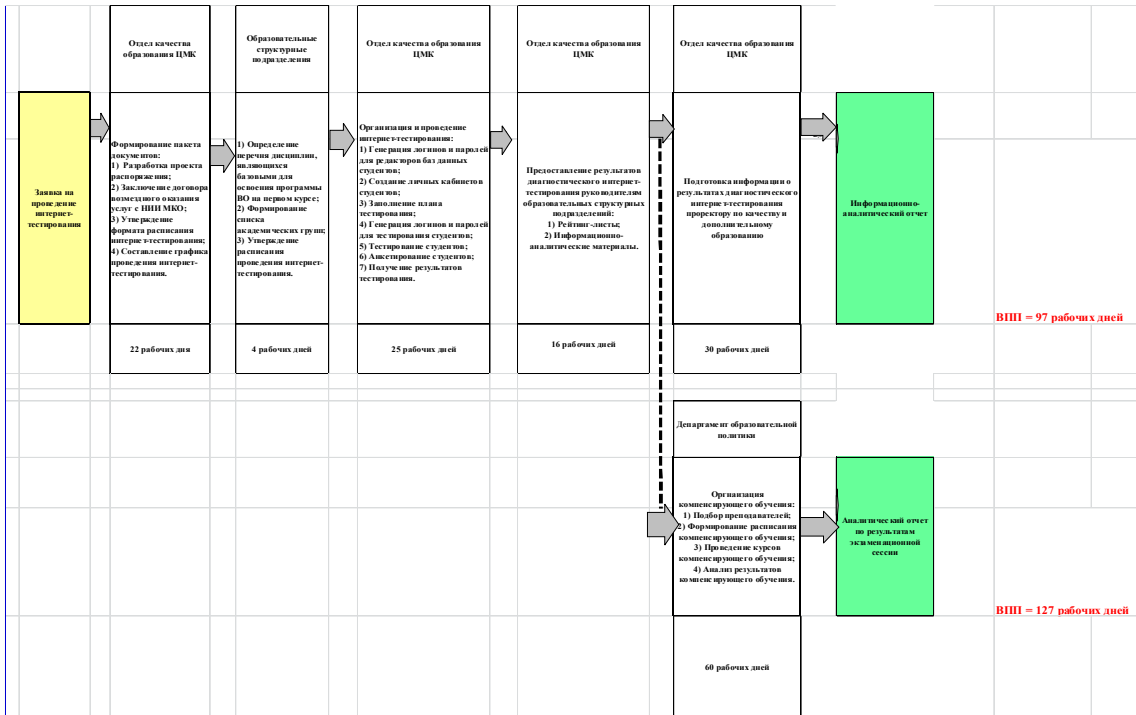 Отдел качества
образования ЦМК
Образовательные
структурные
подразделения
Отдел качества образования
ЦМК
Отдел качества образования
ЦМК
Отдел качества образования
ЦМК
Заявка на
проведение
интернет-
тестирования
Формирование пакета
документов:
1) Разработка проекта
распоряжения;
2) Заключение договора
возмездного оказания
услуг с НИИ МКО;
3) Утверждение
формата расписания
интернет-тестирования;
4) Составление графика
проведения интернет-
тестирования.
1) Определение
перечня дисциплин,
являющихся
базовыми для
освоения программы
ВО на первом курсе;
2) Формирование
списка
академических групп;
3) Утверждение
расписания
проведения интернет-
тестирования.
Организация и проведение
интернет-тестирования:
1) Генерация логинов и паролей
для редакторов баз данных
студентов;
2) Создание личных кабинетов
студентов;
3) Заполнение плана
тестирования;
4) Генерация логинов и паролей
для тестирования студентов;
5) Тестирование студентов;
6) Анкетирование студентов;
7) Получение результатов
тестирования.
Предоставление результатов
диагностического интернет-
тестирования руководителям
образовательных структурных
подразделений:
1) Рейтинг-листы;
2) Информационно-
аналитические материалы.
Подготовка информации о
результатах диагностического
интернет-тестирования
проректору по качеству и
дополнительному
образованию
Информационно-
аналитический отчет
ВПП = 97 рабочих дней
22 рабочих дня
4 рабочих дней
25 рабочих дней
16 рабочих дней
30 рабочих дней
Департамент образовательной
политики
Оргнаизация
компенсирующего обучения:
1) Подбор преподавателей;
2) Формирование расписания
компенсирующего обучения;
3) Проведение курсов
компенсирующего обучения;
4) Анализ результатов
компенсирующего обучения.
Аналитический отчет
по результатам
экзаменационной
сессии
ВПП = 127 рабочих дней
60 рабочих дней